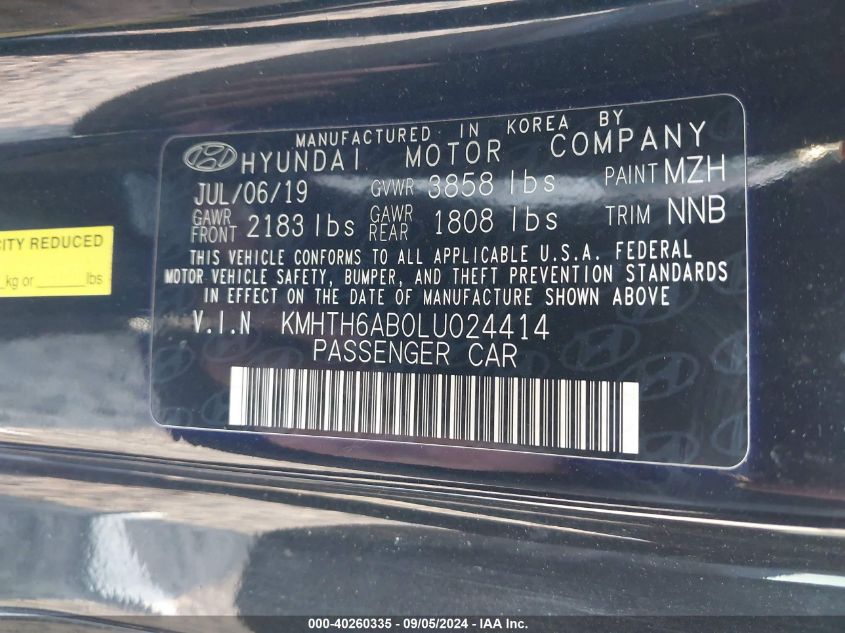 MANUFACTURED IN KOREA BY
HYUNDAI MOTOR COMPANY
JUL/06/19 GVWR 3858 lbs PAINT MZH
GAWR FRONT 2183 lbs GAWR REAR 1808 lbs TRIM NNB
THIS VEHICLE CONFORMS TO ALL APPLICABLE U.S.A. FEDERAL
MOTOR VEHICLE SAFETY, BUMPER, AND THEFT PREVENTION STANDARDS
IN EFFECT ON THE DATE OF MANUFACTURE SHOWN ABOVE
V.I.N KMHTH6AB0LU024414
PASSENGER CAR
CITY REDUCED
kg or ______ lbs
000-40260335 - 09/05/2024 - IAA Inc.